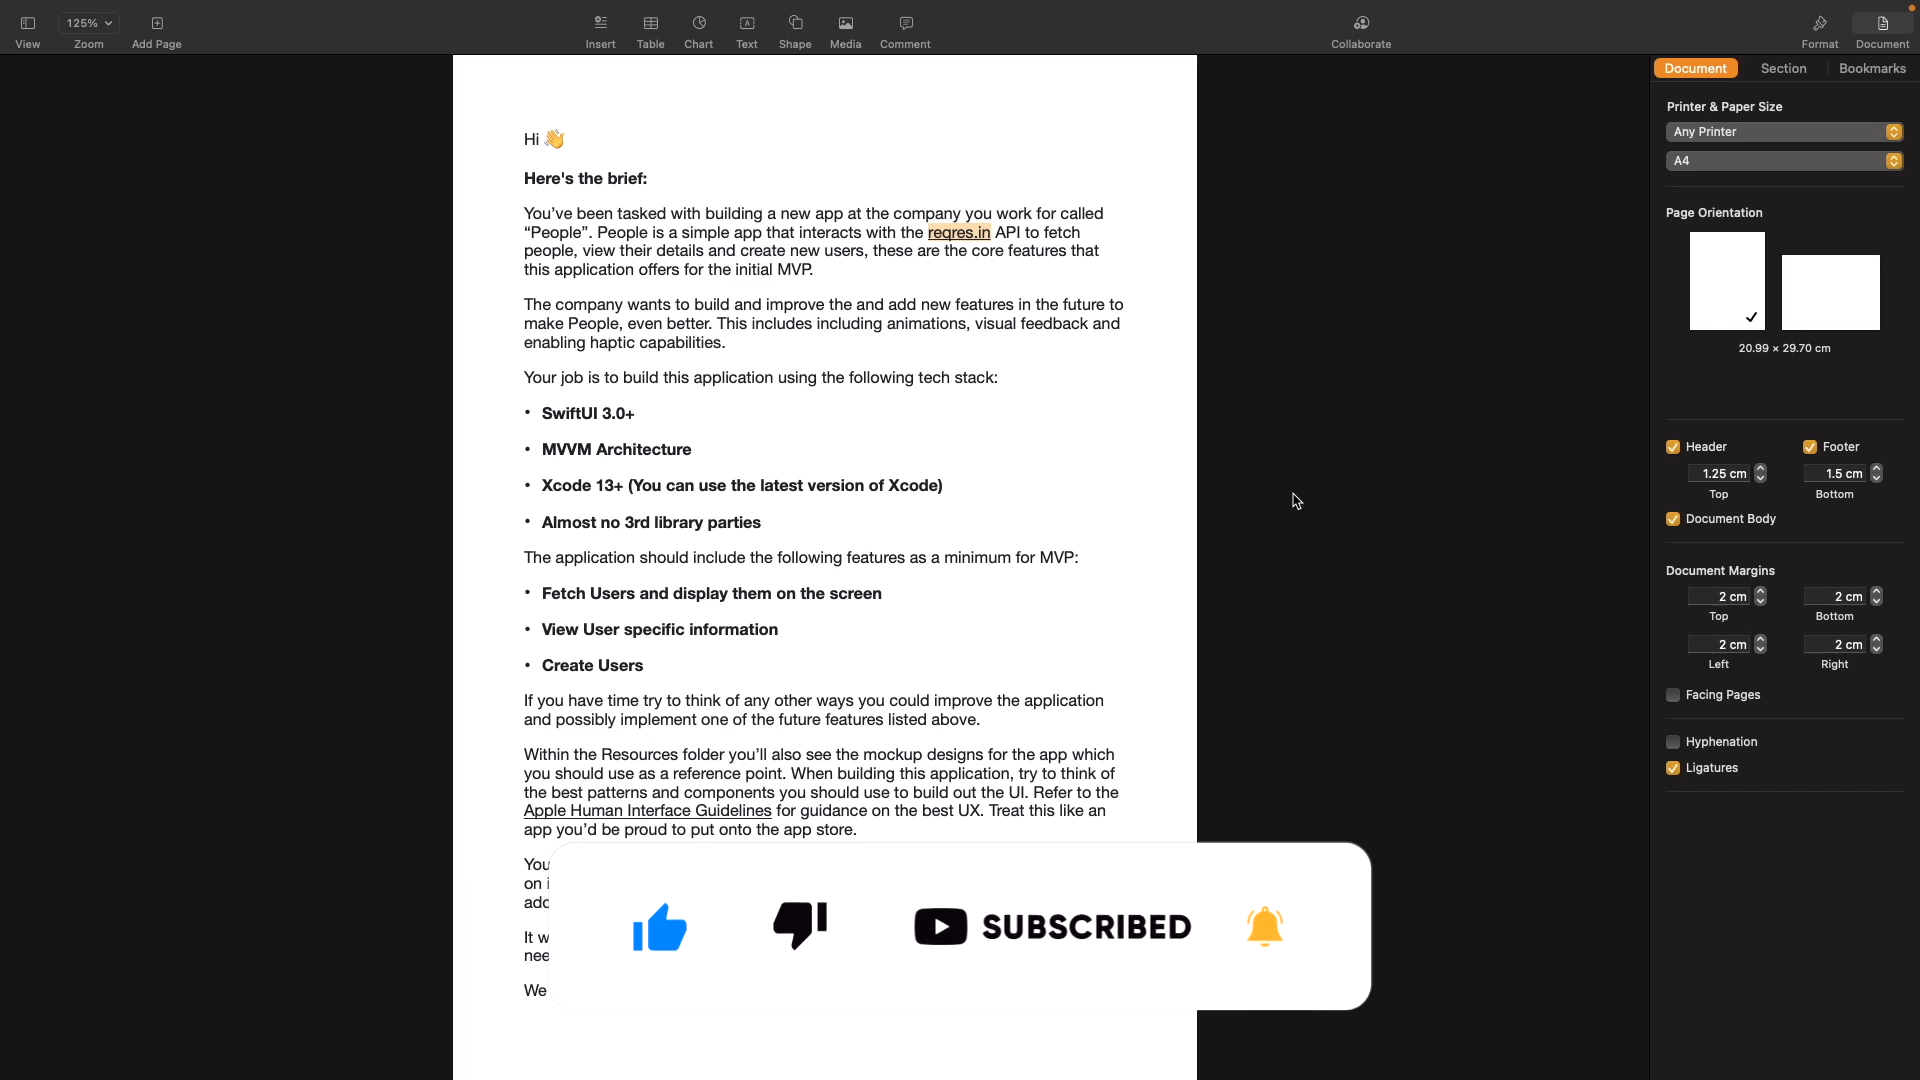 125%
View
Zoom
Add Page
Insert
Table
Chart
Text
Shape
Media
Comment
Collaborate
Format
Document
Document
Section
Bookmarks
Hi 👋
Here's the brief:
You've been tasked with building a new app at the company you work for called
“People”. People is a simple app that interacts with the reqres.in API to fetch
people, view their details and create new users, these are the core features that
this application offers for the initial MVP.
The company wants to build and improve the and add new features in the future to
make People, even better. This includes including animations, visual feedback and
enabling haptic capabilities.
Your job is to build this application using the following tech stack:
• SwiftUI 3.0+
• MVVM Architecture
• Xcode 13+ (You can use the latest version of Xcode)
• Almost no 3rd library parties
The application should include the following features as a minimum for MVP:
• Fetch Users and display them on the screen
• View User specific information
• Create Users
If you have time try to think of any other ways you could improve the application
and possibly implement one of the future features listed above.
Within the Resources folder you'll also see the mockup designs for the app which
you should use as a reference point. When building this application, try to think of
the best patterns and components you should use to build out the UI. Refer to the
Apple Human Interface Guidelines for guidance on the best UX. Treat this like an
app you'd be proud to put onto the app store.
You
on
add
It w
nee
We
SUBSCRIBED
Printer & Paper Size
Any Printer
A4
Page Orientation
20.99 × 29.70 cm
Header
Footer
1.25 cm
1.5 cm
Top
Bottom
Document Body
Document Margins
2 cm
2 cm
Top
Bottom
2 cm
2 cm
Left
Right
Facing Pages
Hyphenation
Ligatures